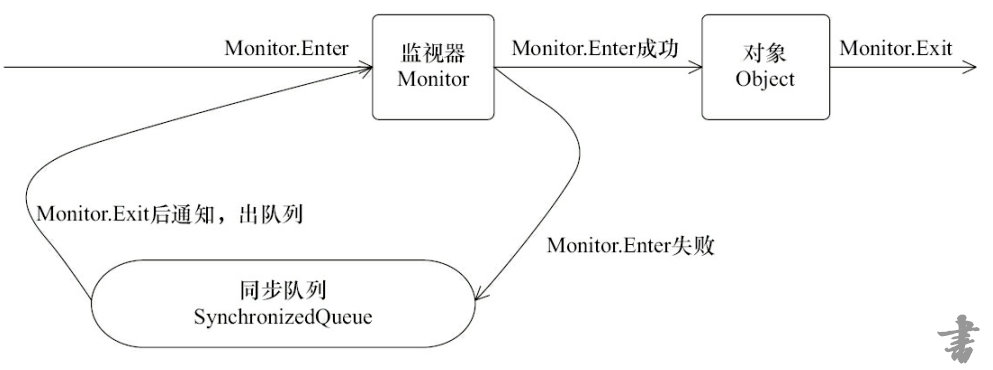 Monitor.Enter
监视器
Monitor
Monitor.Enter成功
对象
Object
Monitor.Exit
Monitor.Exit后通知，出队列
Monitor.Enter失败
同步队列
SynchronizedQueue
書